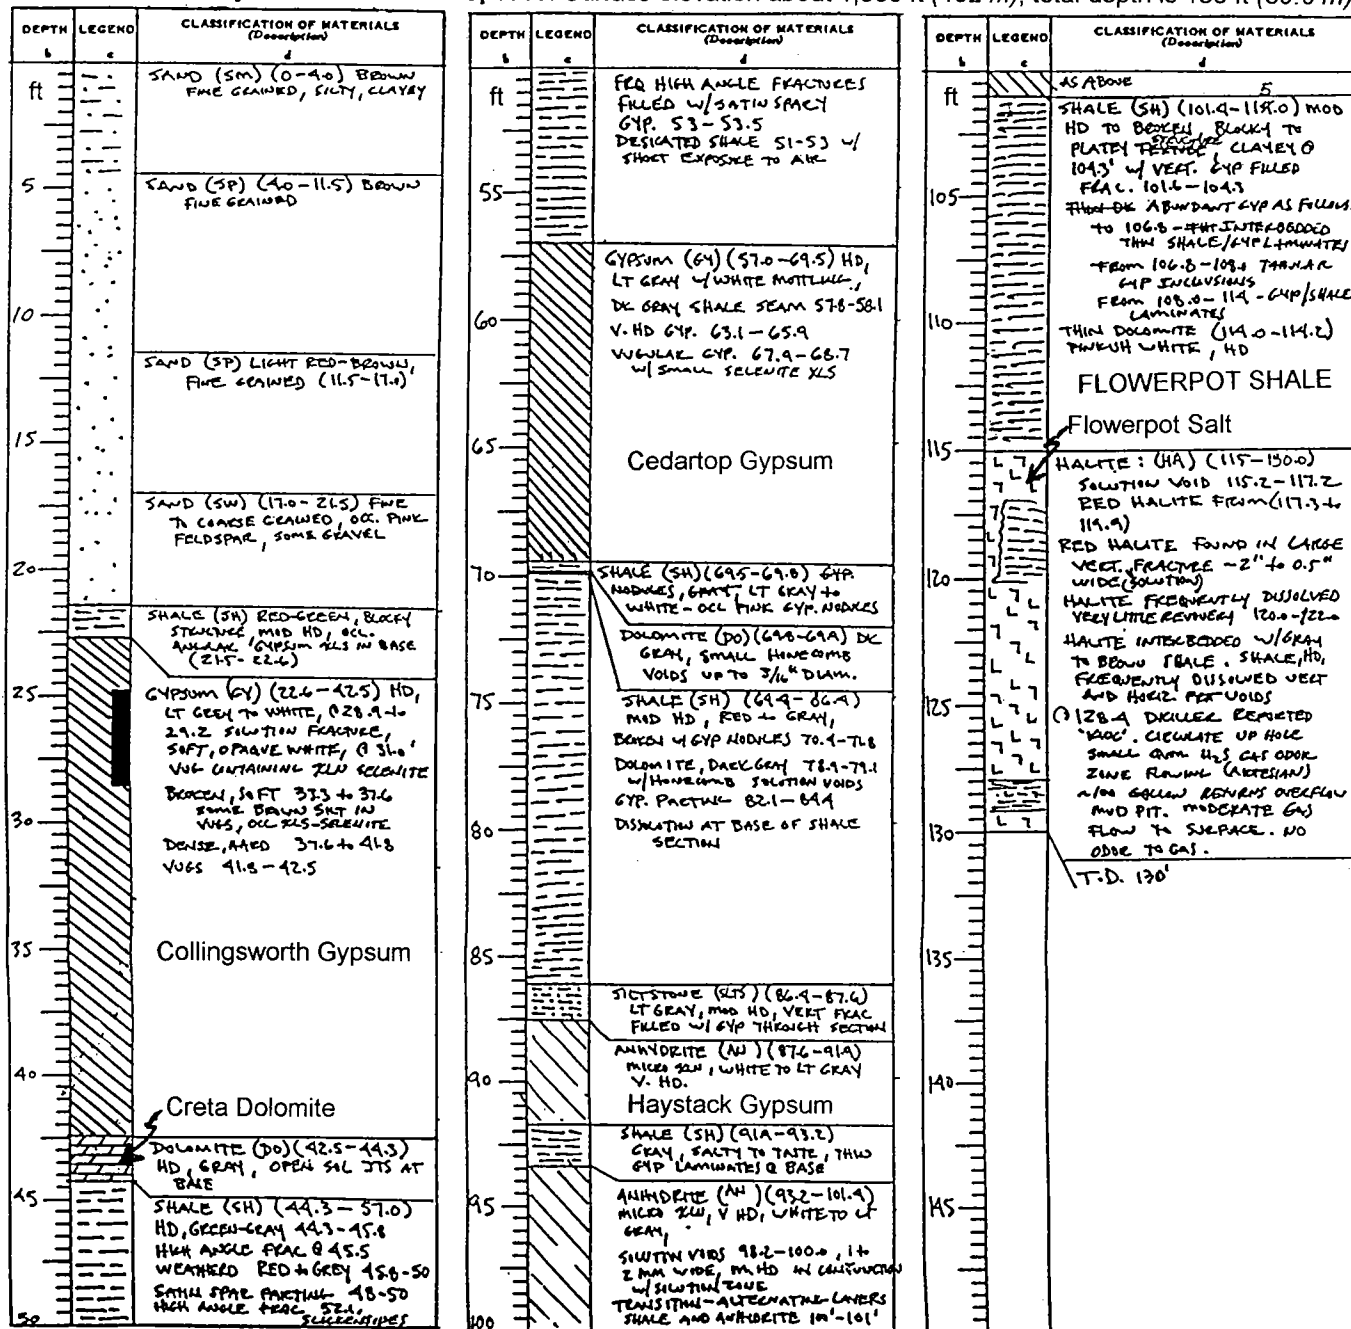 DEPTH LEGEND CLASSIFICATION OF MATERIALS
(Description)
b c d
ft
SAND (SM) (0-4.0) BROWN
FINE GRAINED, SILTY, CLAYEY
5
SAND (SP) (4.0-11.5) BROWN
FINE GRAINED
10
SAND (SP) LIGHT RED-BROWN,
FINE GRAINED (11.5-17.0)
15
SAND (SW) (17.0-21.5) FINE
TO COARSE GRAINED, OCC. PINK
FELDSPAR, SOME GRAVEL
20
SHALE (SH) RED-GREEN, BLOCKY
STRUCTURE, MOD HD, OCC.
GYPSUM XLS IN BASE
(21.5-22.6)
25
GYPSUM (GY) (22.6-42.5) HD,
LT GREY TO WHITE, @ 28.9 to
29.2 SOLUTION FRACTURE,
SOFT, OPAQUE WHITE, @ 31.0'
VUG CONTAINING XLN SELENITE
BROKEN, SOFT 33.3 to 37.6
SOME BROWN SILT IN
VUGS, OCC XLS-SELENITE
30
DENSE, HARD 37.6 to 41.8
VUGS 41.8-42.5
35
Collingsworth Gypsum
40
Creta Dolomite
DOLOMITE (DO) (42.5-44.3)
HD, GRAY, OPEN SOL JTS AT
BASE
45
SHALE (SH) (44.3-57.0)
HD, GREEN-GRAY 44.3-45.8
HIGH ANGLE FRAC @ 45.5
WEATHERD RED to GREY 45.8-50
SATIN SPAR PARTING 48-50
HIGH ANGLE FRAC 52.1,
SLICKENSIDES
50
DEPTH LEGEND CLASSIFICATION OF MATERIALS
(Description)
b c d
ft
FRQ HIGH ANGLE FRACTURES
FILLED W/SATIN SPACY
GYP. 53-53.5
DESICATED SHALE 51-53 w/
SHORT EXPOSURE TO AIR
55
GYPSUM (GY) (57.0-69.5) HD,
LT GRAY w/WHITE MOTTLING,
DK GRAY SHALE SEAM 57.8-58.1
60
V. HD GYP. 63.1-65.9
VUGULAR GYP. 67.9-68.7
W/SMALL SELENITE XLS
65
Cedartop Gypsum
70
SHALE (SH) (69.5-69.8) GYP.
NODULES, GRAY, LT GRAY to
WHITE-OCC PINK GYP. NODULES
DOLOMITE (DO) (69.8-69.9) DK
GRAY, SMALL HONECOMB
VOIDS UP TO 3/16" DIAM.
75
SHALE (SH) (69.9-86.4)
MOD HD, RED to GRAY,
BROKEN w/GYP NODULES 70.4-71.8
DOLOMITE, DARK GRAY 78.9-79.1
w/HONECOMB SOLUTION VOIDS
GYP. PARTING 82.1-84.4
80
DISSOLUTION AT BASE OF SHALE
SECTION
85
SILTSTONE (SLTS) (86.4-87.6)
LT GRAY, MOD HD, VERT FRAC
FILLED W/GYP THROUGH SECTION
ANHYDRITE (AN) (87.6-91.9)
MICRO XLN, WHITE TO LT GRAY
90
V. HD.
Haystack Gypsum
SHALE (SH) (91.9-93.2)
GRAY, SALTY TO TASTE, THIN
GYP LAMINATES @ BASE
95
ANHYDRITE (AN) (93.2-101.4)
MICRO XLN, V HD, WHITE TO LT
GRAY,
SOLUTION VOIDS 98.2-100.0, 1 to
2 MM WIDE, M. HD IN CONJUNCTION
w/SOLUTION ZONE
TRANSITION-ALTERNATING LAYERS
100
SHALE AND ANHYDRITE 101'-101'
DEPTH LEGEND CLASSIFICATION OF MATERIALS
(Description)
b c d
ft
AS ABOVE
SHALE (SH) (101.4-115.0) MOD
HD TO BROKEN, BLOCKY TO
PLATEY STRUCTURE CLAYEY @
104.3' w/VERT. GYP FILLED
FRAC. 101.6-104.3
105
ABUNDANT GYP AS FOLLOWS
to 106.8 - INTERBEDDED
THIN SHALE/GYP LAMINATES
FROM 106.8-108.0
GYP INCLUSIONS
FROM 108.0-114 - GYP/SHALE
LAMINATES
110
THIN DOLOMITE (114.0-114.2)
PINKISH WHITE, HD
FLOWERPOT SHALE
Flowerpot Salt
115
HALITE: (HA) (115-130.0)
SOLUTION VOID 115.2-117.2
RED HALITE FROM (117.3 to
119.9)
RED HALITE FOUND IN LARGE
VERT. FRACTURE ~2" to 0.5"
WIDE (SOLUTION)
120
HALITE FREQUENTLY DISSOLVED
VERY LITTLE RECOVERY 120.0-122.0
HALITE INTERBEDDED W/GRAY
TO BROWN SHALE. SHALE, HD,
FREQUENTLY DISSOLVED VERT
AND HORIZ VOIDS
125
@ 128.4 DRILLER REPORTED
CIRCULATE UP HOLE
SMALL H2S GAS ODOR
ZONE FLOWING (ARTESIAN)
~100 GALLON RETURNS OVERFLOW
MUD PIT. MODERATE GAS
FLOW TO SURFACE. NO
ODOR TO GAS.
130
T.D. 130'
135
140
145